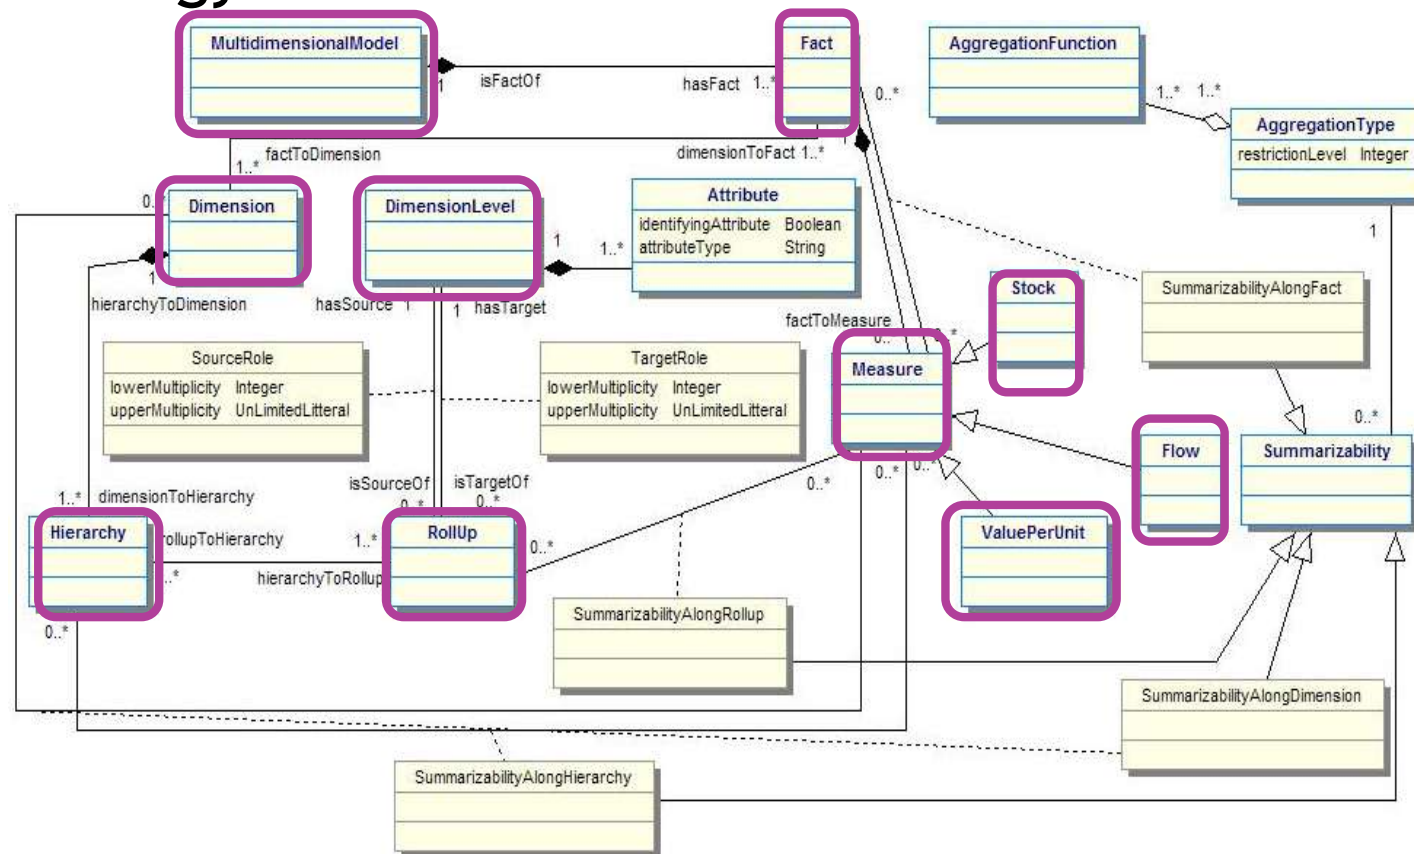 MultidimensionalModel
Fact
AggregationFunction
isFactOf
hasFact 1..*
0..*
1
1..* 1..*
AggregationType
restrictionLevel Integer
factToDimension
1..*
dimensionToFact 1..*
Dimension
DimensionLevel
Attribute
identifyingAttribute Boolean
attributeType String
1
1..*
1
1
hierarchyToDimension
hasSource 1
1 hasTarget
Stock
SummarizabilityAlongFact
factToMeasure
SourceRole
lowerMultiplicity Integer
upperMultiplicity UnLimitedLitteral
TargetRole
lowerMultiplicity Integer
upperMultiplicity UnLimitedLitteral
Measure
0..*
Flow
Summarizability
0..* 0..*
0..*
isSourceOf
0..*
isTargetOf
0..*
1..* dimensionToHierarchy
Hierarchy
rollupToHierarchy
1..*
RollUp
0..*
ValuePerUnit
hierarchyToRollup
0..*
SummarizabilityAlongRollup
SummarizabilityAlongDimension
SummarizabilityAlongHierarchy